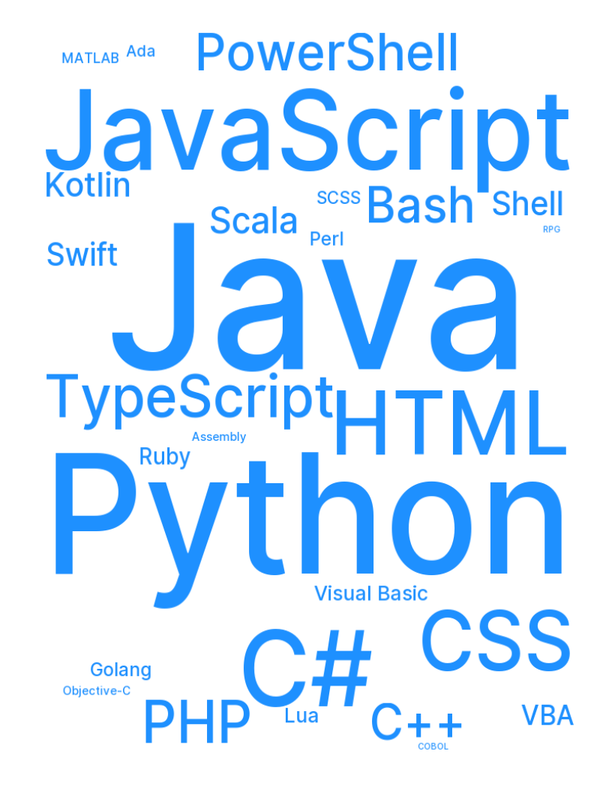 PowerShell
MATLAB
Ada
JavaScript
Kotlin
SCSS
Bash
Shell
Scala
RPG
Perl
Swift
Java
TypeScript
HTML
Assembly
Ruby
Python
Visual Basic
CSS
C#
Golang
Objective-C
PHP
Lua
C++
VBA
COBOL